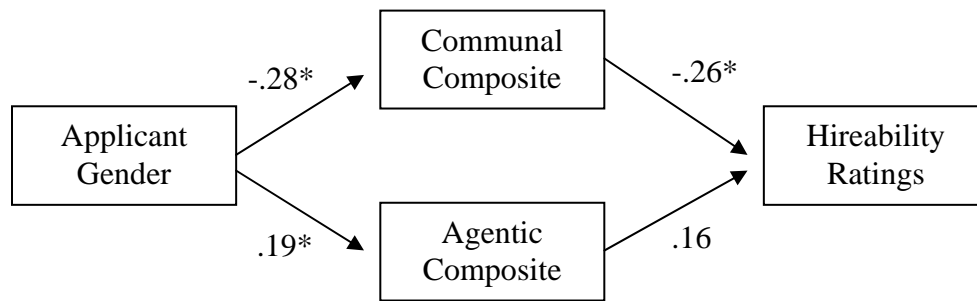 Communal
Composite
-.28*
-.26*
Applicant
Gender
Hireability
Ratings
.19*
Agentic
Composite
.16